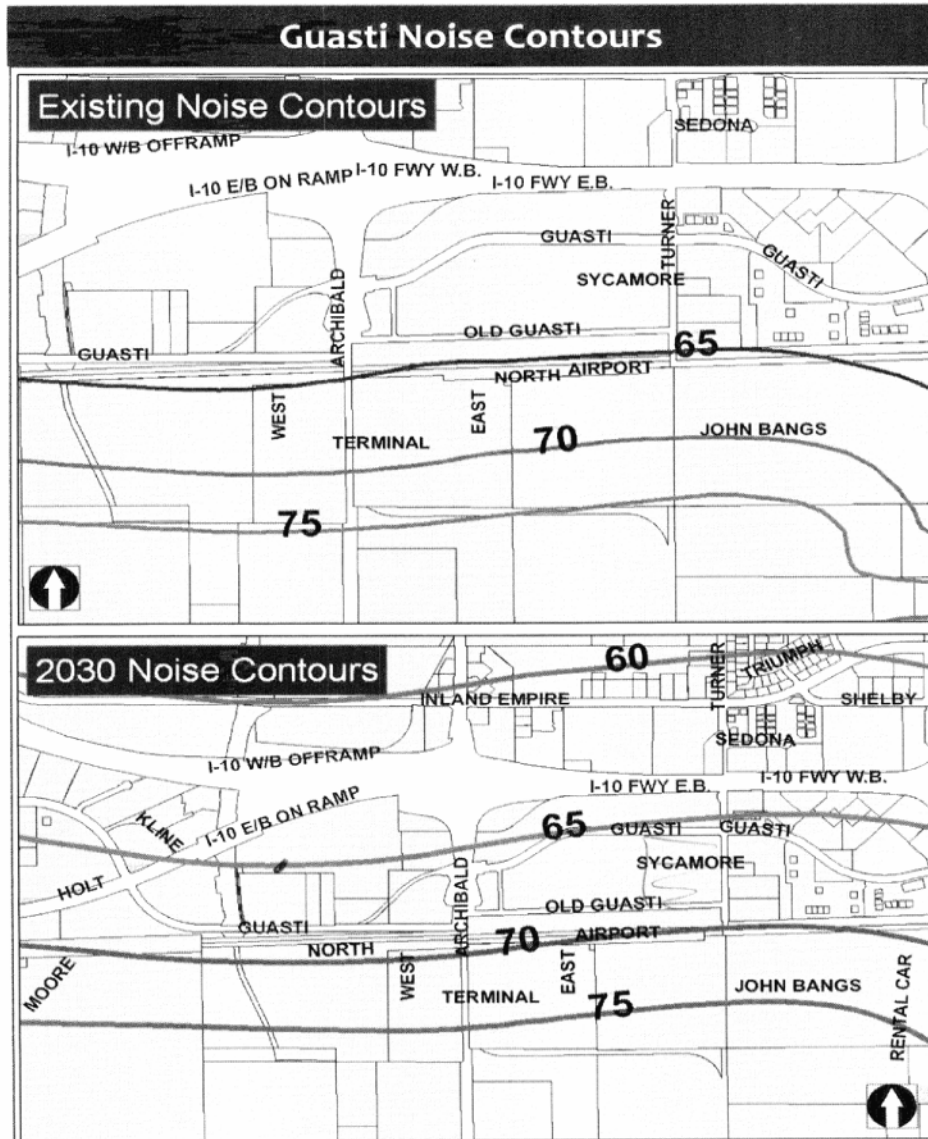 Guasti Noise Contours
Existing Noise Contours
SEDONA
I-10 W/B OFFRAMP
I-10 E/B ON RAMP
I-10 FWY W.B.
I-10 FWY E.B.
TURNER
GUASTI
GUASTI
SYCAMORE
ARCHIBALD
OLD GUASTI
65
GUASTI
NORTH
AIRPORT
WEST
EAST
TERMINAL
70
JOHN BANGS
75
2030 Noise Contours
60
TURNER
TRIUMPH
INLAND EMPIRE
SHELBY
SEDONA
I-10 W/B OFFRAMP
I-10 FWY E.B.
I-10 FWY W.B.
KLINE
I-10 E/B ON RAMP
65
GUASTI
GUASTI
SYCAMORE
HOLT
ARCHIBALD
OLD GUASTI
GUASTI
70
AIRPORT
NORTH
WEST
EAST
MOORE
TERMINAL
75
JOHN BANGS
RENTAL CAR